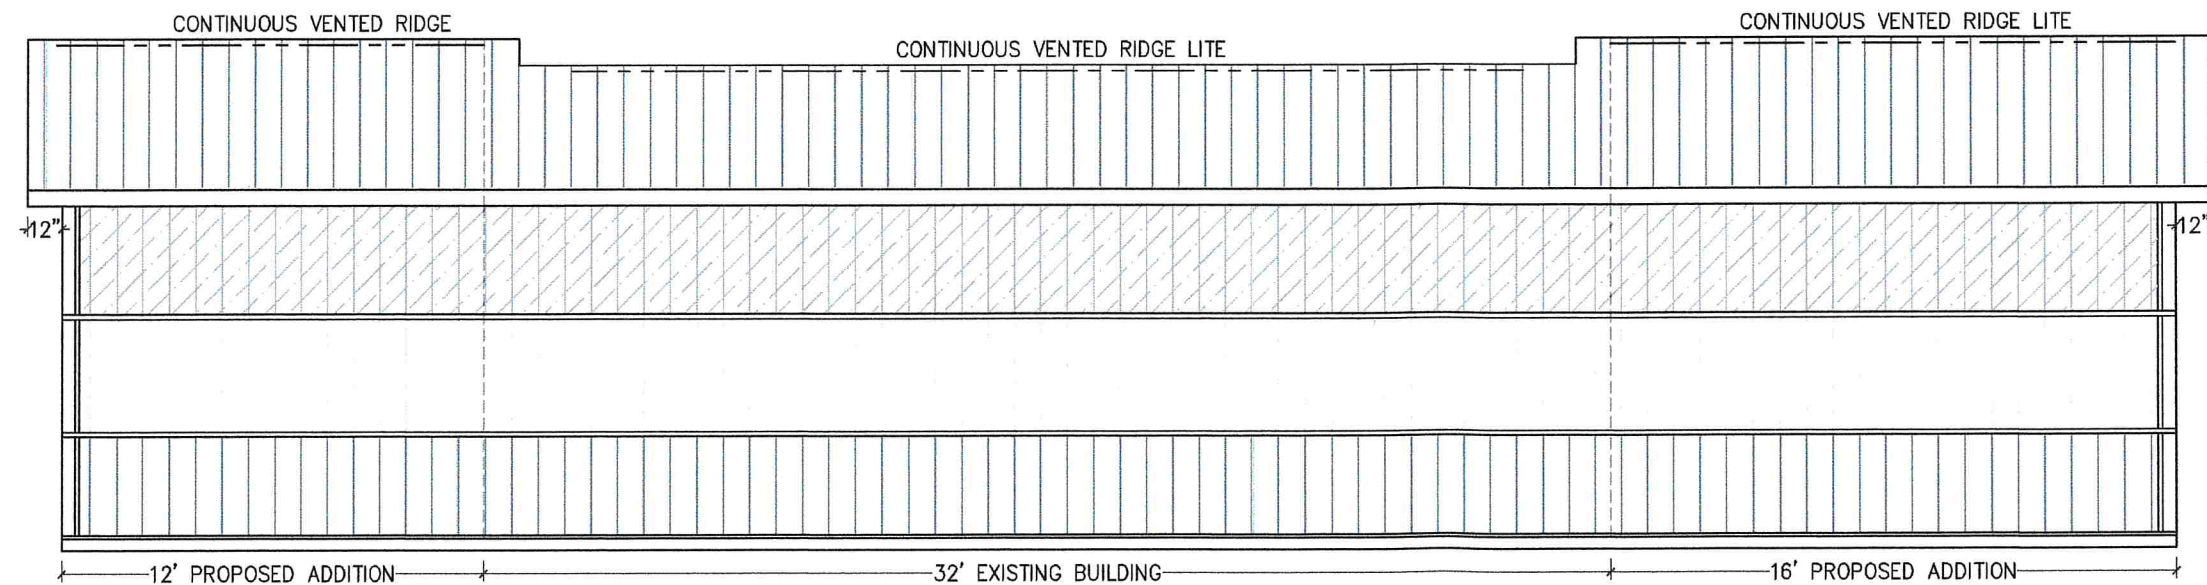 CONTINUOUS VENTED RIDGE
CONTINUOUS VENTED RIDGE LITE
CONTINUOUS VENTED RIDGE LITE
12"
12"
12' PROPOSED ADDITION
32' EXISTING BUILDING
16' PROPOSED ADDITION